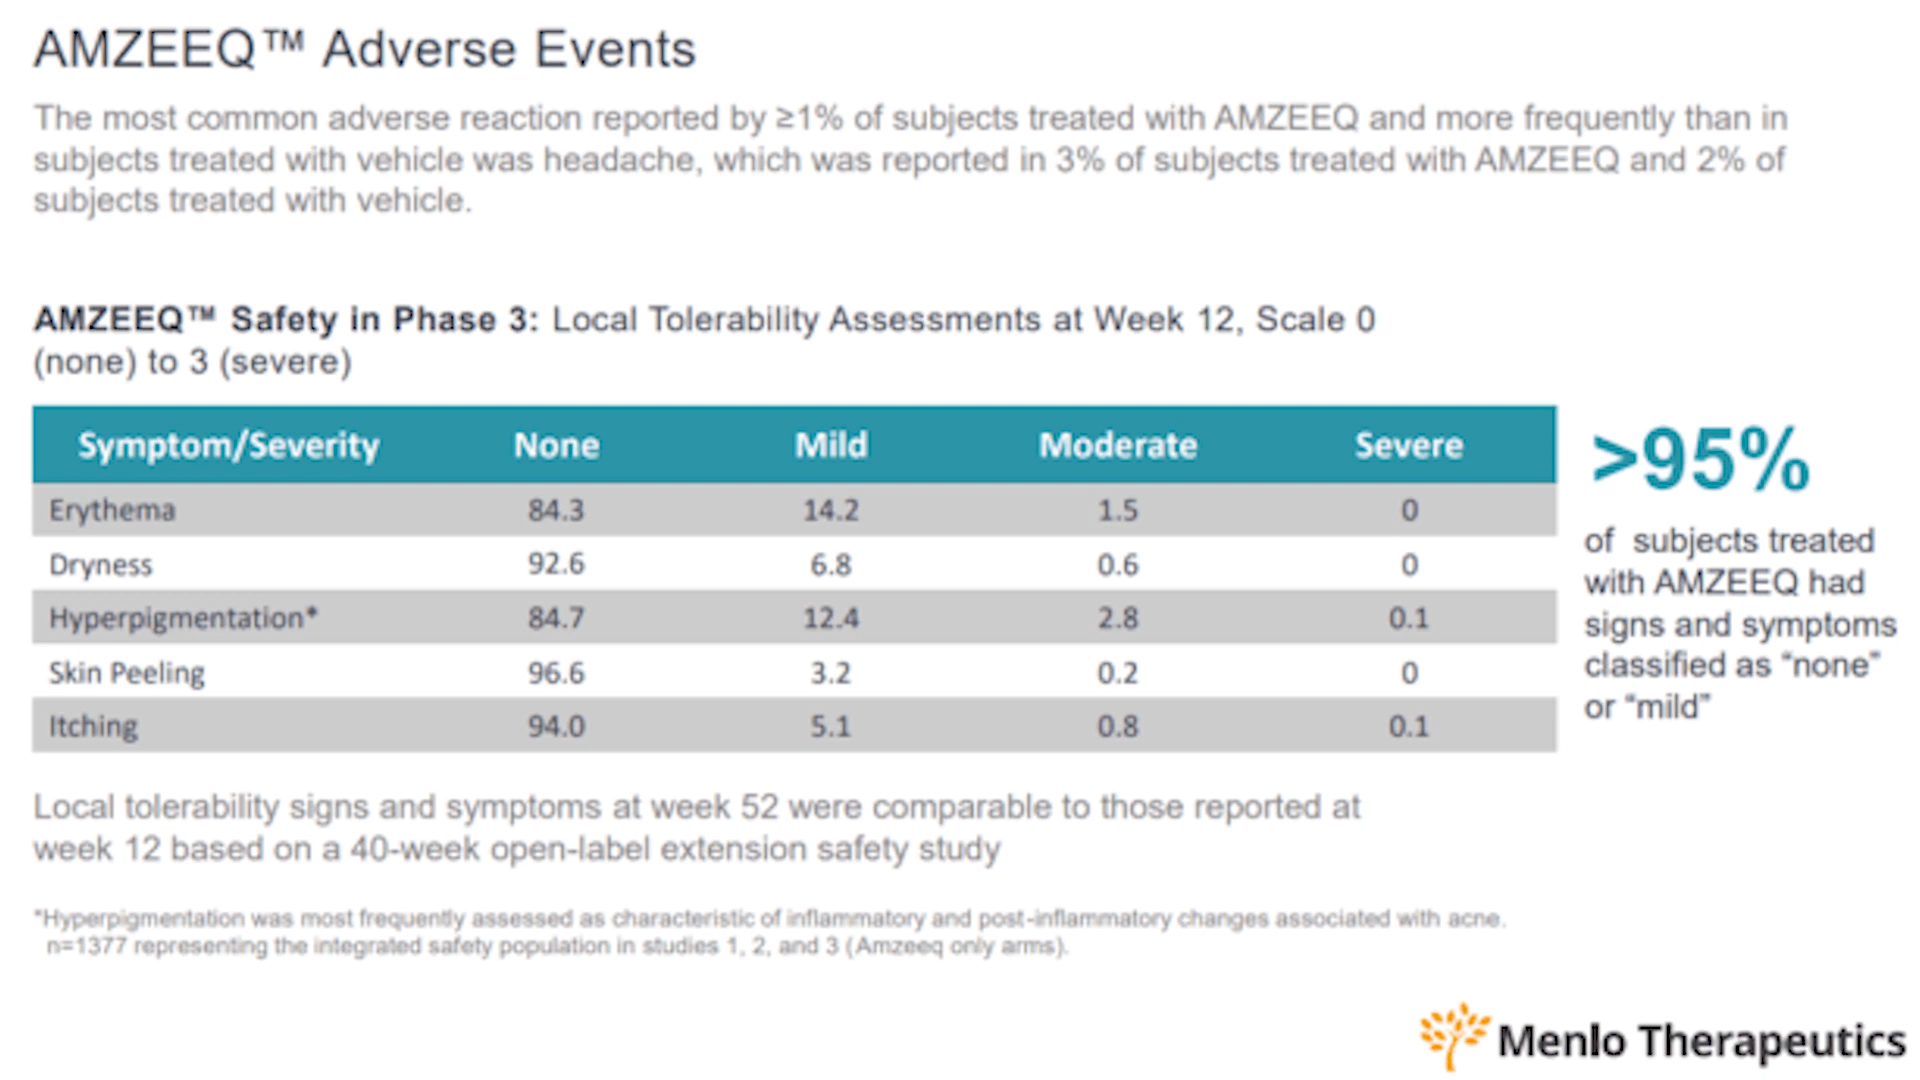 AMZEEQ™ Adverse Events
The most common adverse reaction reported by ≥1% of subjects treated with AMZEEQ and more frequently than in
subjects treated with vehicle was headache, which was reported in 3% of subjects treated with AMZEEQ and 2% of
subjects treated with vehicle.
AMZEEQ™ Safety in Phase 3: Local Tolerability Assessments at Week 12, Scale 0
(none) to 3 (severe)
Symptom/Severity None Mild Moderate Severe
Erythema 84.3 14.2 1.5 0
Dryness 92.6 6.8 0.6 0
Hyperpigmentation* 84.7 12.4 2.8 0.1
Skin Peeling 96.6 3.2 0.2 0
Itching 94.0 5.1 0.8 0.1
>95%
of subjects treated
with AMZEEQ had
signs and symptoms
classified as "none"
or "mild"
Local tolerability signs and symptoms at week 52 were comparable to those reported at
week 12 based on a 40-week open-label extension safety study
*Hyperpigmentation was most frequently assessed as characteristic of inflammatory and post-inflammatory changes associated with acne.
n=1377 representing the integrated safety population in studies 1, 2, and 3 (Amzeeq only arms).
Menlo Therapeutics